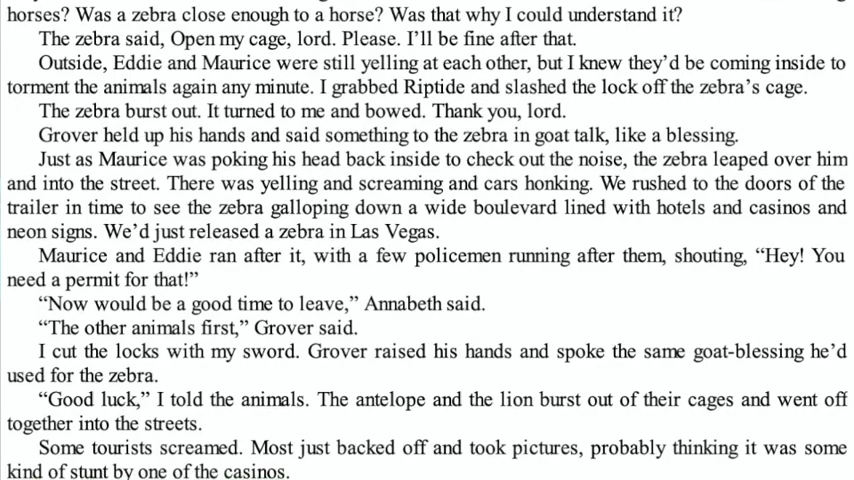 horses? Was a zebra close enough to a horse? Was that why I could understand it?
The zebra said, Open my cage, lord. Please. I'll be fine after that.
Outside, Eddie and Maurice were still yelling at each other, but I knew they'd be coming inside to
torment the animals again any minute. I grabbed Riptide and slashed the lock off the zebra's cage.
The zebra burst out. It turned to me and bowed. Thank you, lord.
Grover held up his hands and said something to the zebra in goat talk, like a blessing.
Just as Maurice was poking his head back inside to check out the noise, the zebra leaped over him
and into the street. There was yelling and screaming and cars honking. We rushed to the doors of the
trailer in time to see the zebra galloping down a wide boulevard lined with hotels and casinos and
neon signs. We'd just released a zebra in Las Vegas.
Maurice and Eddie ran after it, with a few policemen running after them, shouting, “Hey! You
need a permit for that!”
“Now would be a good time to leave,” Annabeth said.
“The other animals first,” Grover said.
I cut the locks with my sword. Grover raised his hands and spoke the same goat-blessing he'd
used for the zebra.
“Good luck,” I told the animals. The antelope and the lion burst out of their cages and went off
together into the streets.
Some tourists screamed. Most just backed off and took pictures, probably thinking it was some
kind of stunt by one of the casinos.